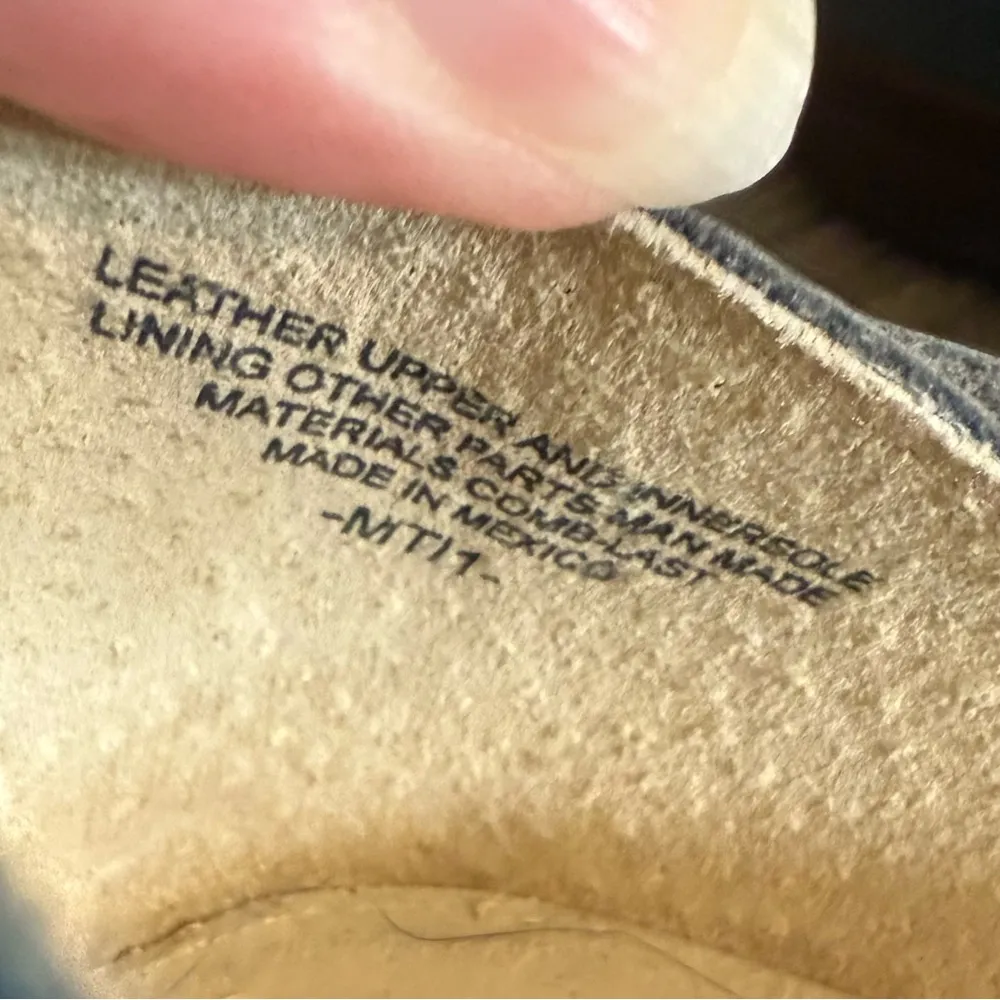 LEATHER UPPER AND INNERSOLE
LINING OTHER PARTS MAN MADE
MATERIALS COMB-LAST
MADE IN MEXICO
-MTI1-